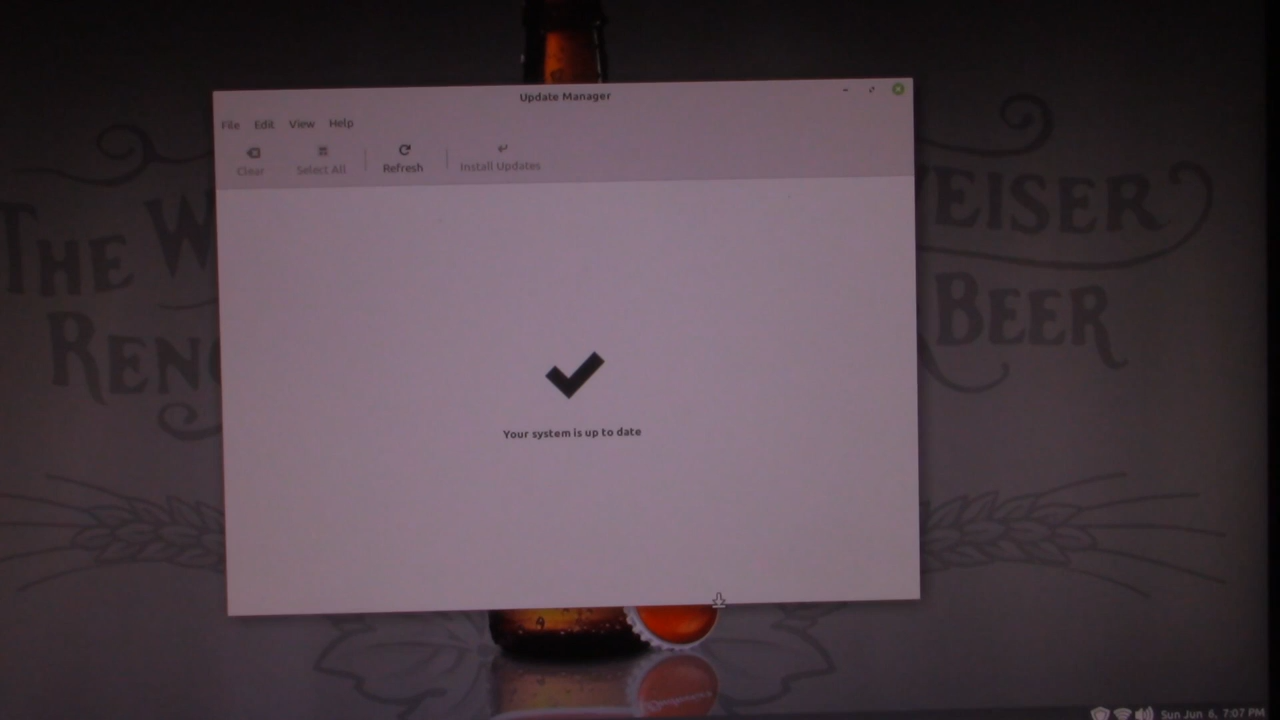 Update Manager
File Edit View Help
Clear Select All Refresh Install Updates
THE EISER
BEER
Your system is up to date
Sun Jun 6, 7:07 PM